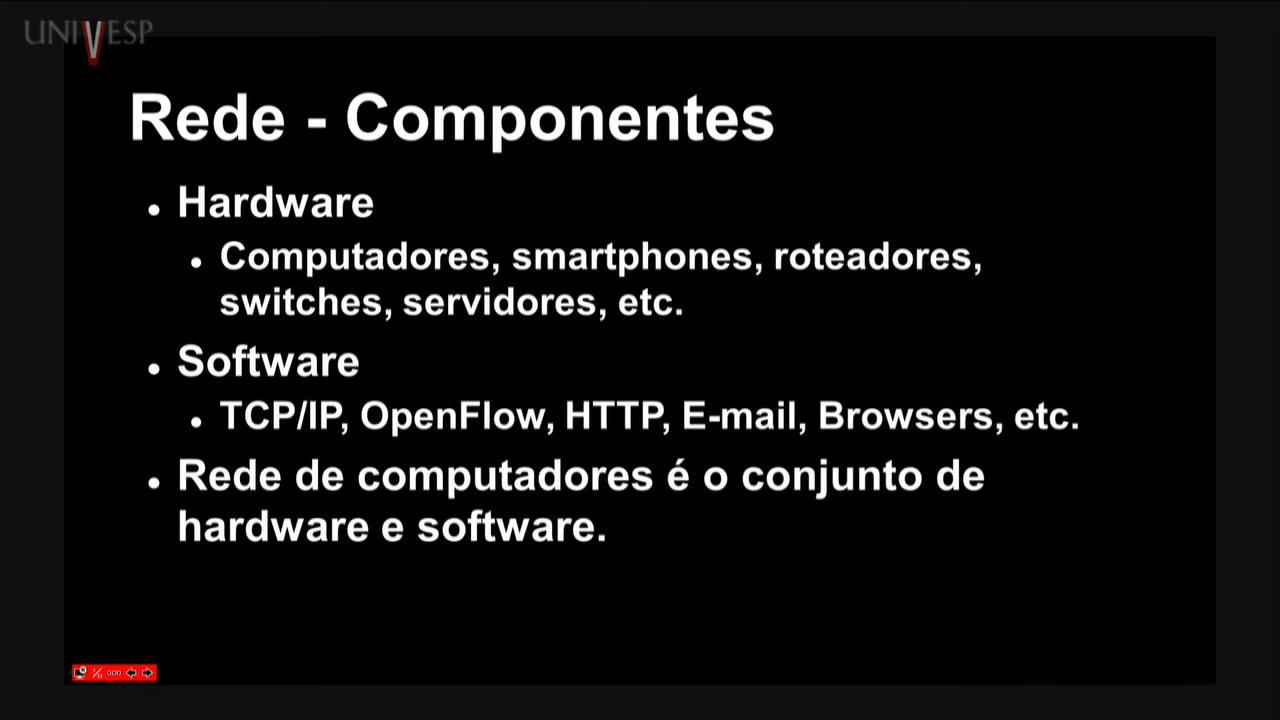 UNIVESP
Rede - Componentes
• Hardware
• Computadores, smartphones, roteadores,
switches, servidores, etc.
• Software
• TCP/IP, OpenFlow, HTTP, E-mail, Browsers, etc.
• Rede de computadores é o conjunto de
hardware e software.